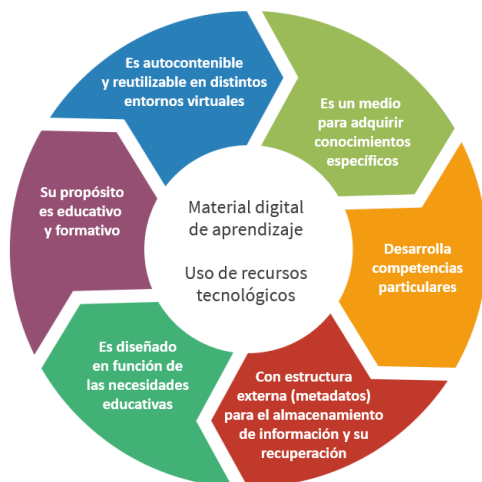 Es autocontenible
y reutilizable en distintos
entornos virtuales
Es un medio
para adquirir
conocimientos
específicos
Desarrolla
competencias
particulares
Con estructura
externa (metadatos)
para el almacenamiento
de información y su
recuperación
Es diseñado
en función de
las necesidades
educativas
Su propósito
es educativo
y formativo
Material digital
de aprendizaje
Uso de recursos
tecnológicos